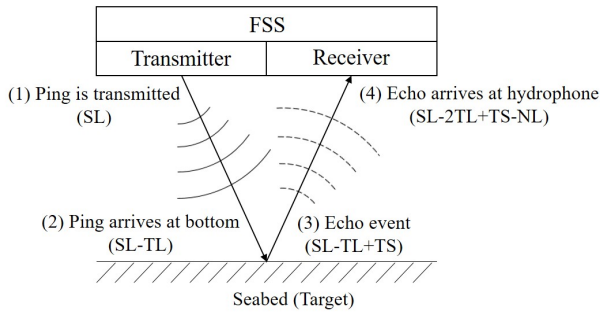 FSS
Transmitter
Receiver
(1) Ping is transmitted
(SL)
(4) Echo arrives at hydrophone
(SL-2TL+TS-NL)
(2) Ping arrives at bottom
(SL-TL)
(3) Echo event
(SL-TL+TS)
Seabed (Target)